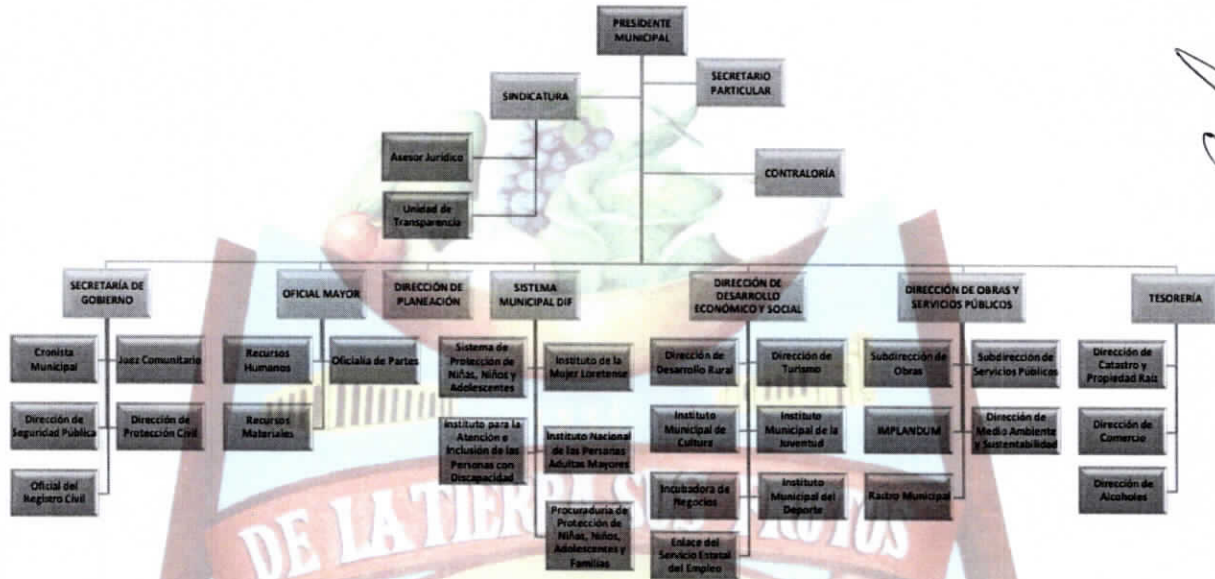 PRESIDENTE
MUNICIPAL
SECRETARIO
PARTICULAR
SINDICATURA
Asesor Jurídico
CONTRALORÍA
Unidad de
Transparencia
SECRETARÍA DE
GOBIERNO
OFICIAL MAYOR
DIRECCIÓN DE
PLANEACIÓN
SISTEMA
MUNICIPAL DIF
DIRECCIÓN DE
DESARROLLO
ECONÓMICO Y SOCIAL
DIRECCIÓN DE OBRAS Y
SERVICIOS PÚBLICOS
TESORERÍA
Cronista
Municipal
Juez Comunitario
Recursos
Humanos
Oficialía de Partes
Sistema de
Protección de
Niñas, Niños y
Adolescentes
Instituto de la
Mujer Loretense
Dirección de
Desarrollo Rural
Dirección de
Turismo
Subdirección de
Obras
Subdirección de
Servicios Públicos
Dirección de
Catastro y
Propiedad Raíz
Dirección de
Seguridad Pública
Dirección de
Protección Civil
Recursos
Materiales
Instituto para la
Atención e
Inclusión de las
Personas con
Discapacidad
Instituto Nacional
de las Personas
Adultas Mayores
Instituto
Municipal de
Cultura
Instituto
Municipal de la
Juventud
IMPLANDUM
Dirección de
Medio Ambiente
y Sustentabilidad
Dirección de
Comercio
Oficial del
Registro Civil
Procuraduría de
Protección de
Niñas, Niños,
Adolescentes y
Familias
Incubadora de
Negocios
Instituto
Municipal del
Deporte
Rastro Municipal
Dirección de
Alcoholes
Enlace del
Servicio Estatal
del Empleo
DE LA TIERRA SUS FRUTOS